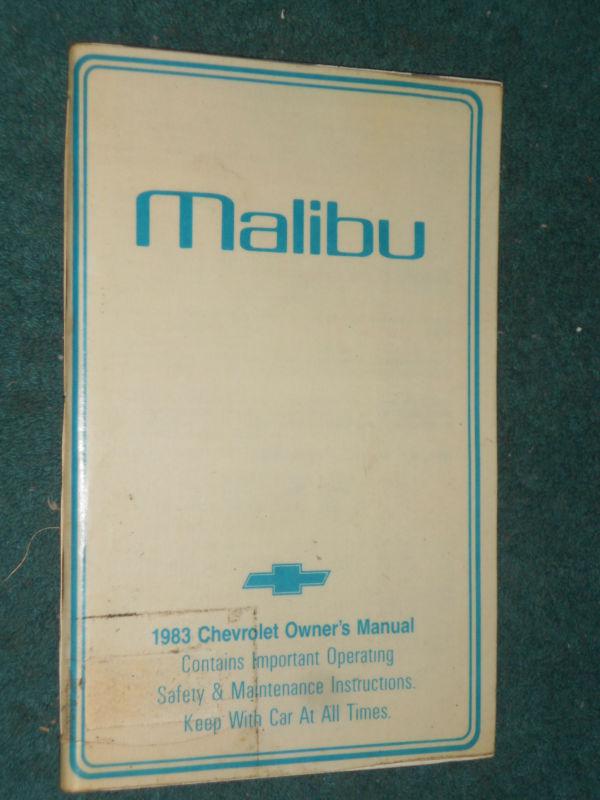 malibu
1983 Chevrolet Owner's Manual
Contains Important Operating
Safety & Maintenance Instructions.
Keep With Car At All Times.